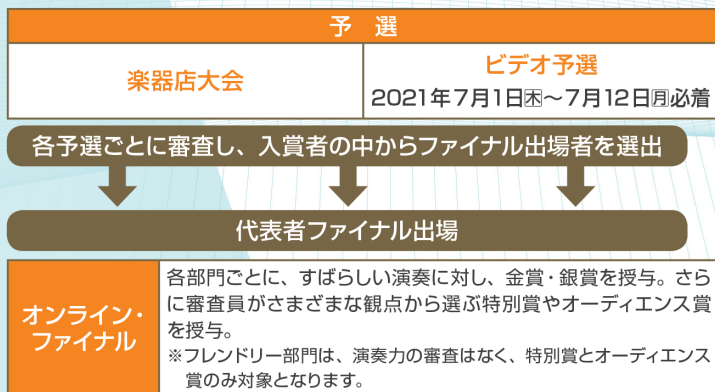 予 選
楽器店大会
ビデオ予選
2021年7月1日木~7月12日月必着
各予選ごとに審査し、入賞者の中からファイナル出場者を選出
代表者ファイナル出場
オンライン・
ファイナル
各部門ごとに、すばらしい演奏に対し、金賞・銀賞を授与。さら
に審査員がさまざまな観点から選ぶ特別賞やオーディエンス賞
を授与。
※フレンドリー部門は、演奏力の審査はなく、特別賞とオーディエンス
賞のみ対象となります。